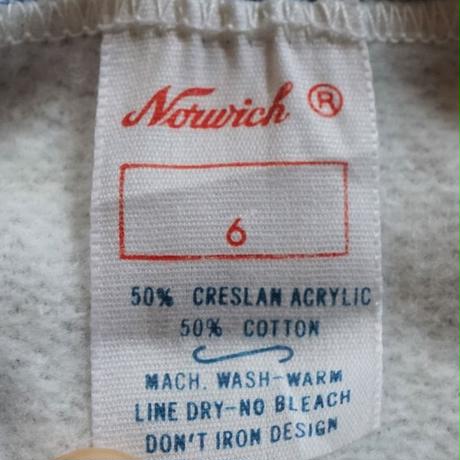 Norwich ®
6
50% CRESLAN ACRYLIC
50% COTTON
MACH. WASH-WARM
LINE DRY-NO BLEACH
DON'T IRON DESIGN